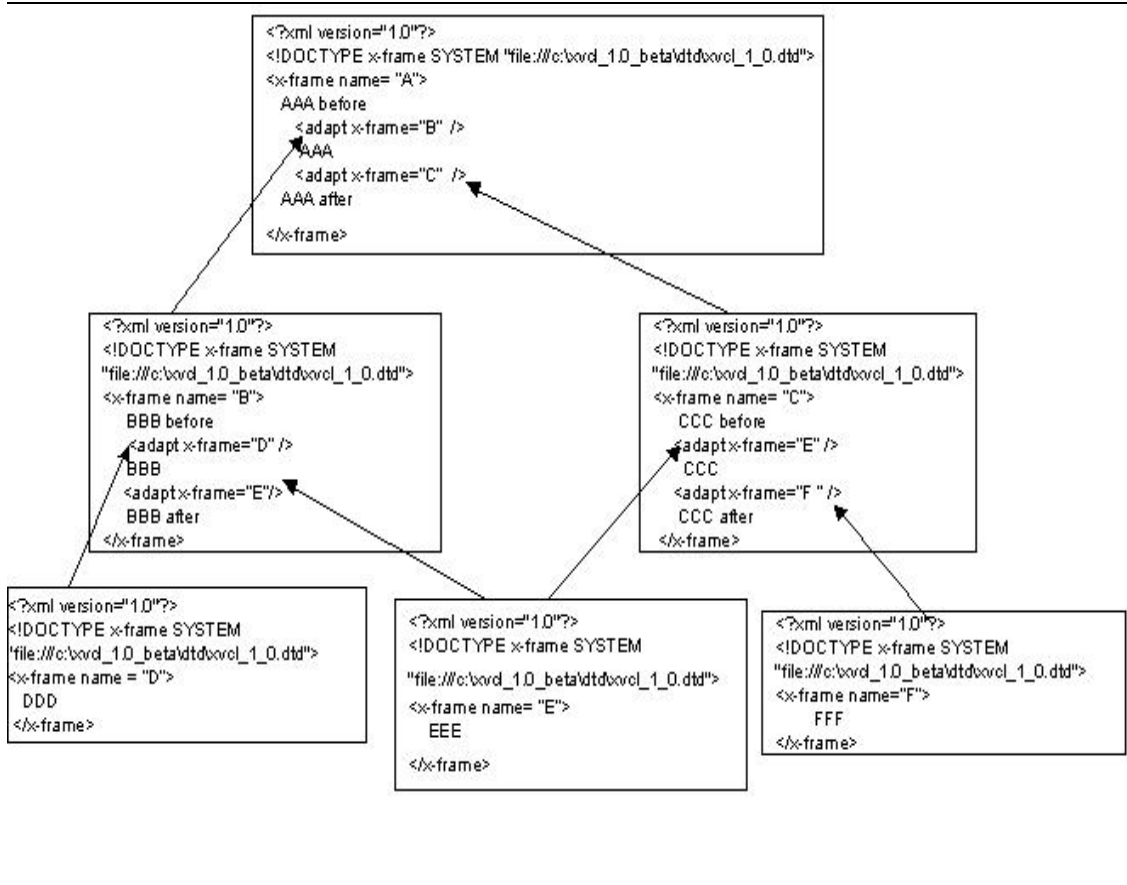 <?xml version="1.0"?>
<!DOCTYPE x-frame SYSTEM "file:///c:\xvcl_1.0_beta\dtd\xvcl_1_0.dtd">
<x-frame name= "A">
AAA before
<adapt x-frame="B" />
AAA
<adapt x-frame="C" />
AAA after
</x-frame>
<?xml version="1.0"?>
<!DOCTYPE x-frame SYSTEM
"file:///c:\xvcl_1.0_beta\dtd\xvcl_1_0.dtd">
<x-frame name= "B">
BBB before
<adapt x-frame="D" />
BBB
<adapt x-frame="E"/>
BBB after
</x-frame>
<?xml version="1.0"?>
<!DOCTYPE x-frame SYSTEM
"file:///c:\xvcl_1.0_beta\dtd\xvcl_1_0.dtd">
<x-frame name= "C">
CCC before
<adapt x-frame="E" />
CCC
<adapt x-frame="F " />
CCC after
</x-frame>
<?xml version="1.0"?>
<!DOCTYPE x-frame SYSTEM
"file:///c:\xvcl_1.0_beta\dtd\xvcl_1_0.dtd">
<x-frame name = "D">
DDD
</x-frame>
<?xml version="1.0"?>
<!DOCTYPE x-frame SYSTEM
"file:///c:\xvcl_1.0_beta\dtd\xvcl_1_0.dtd">
<x-frame name= "E">
EEE
</x-frame>
<?xml version="1.0"?>
<!DOCTYPE x-frame SYSTEM
"file:///c:\xvcl_1.0_beta\dtd\xvcl_1_0.dtd">
<x-frame name="F">
FFF
</x-frame>